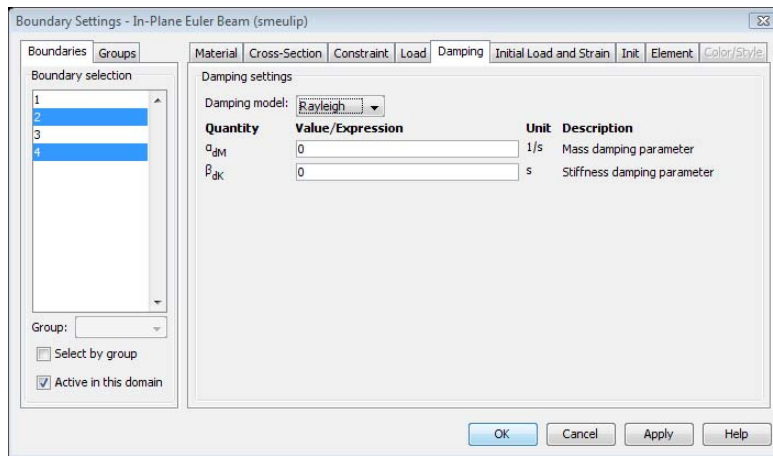 Boundary Settings - In-Plane Euler Beam (smeulip)
Boundaries Groups
Boundary selection
1
2
3
4
Group:
Select by group
Active in this domain
Material Cross-Section Constraint Load Damping Initial Load and Strain Init Element Color/Style
Damping settings
Damping model: Rayleigh
Quantity Value/Expression Unit Description
α_dM 0 1/s Mass damping parameter
β_dK 0 s Stiffness damping parameter
OK Cancel Apply Help